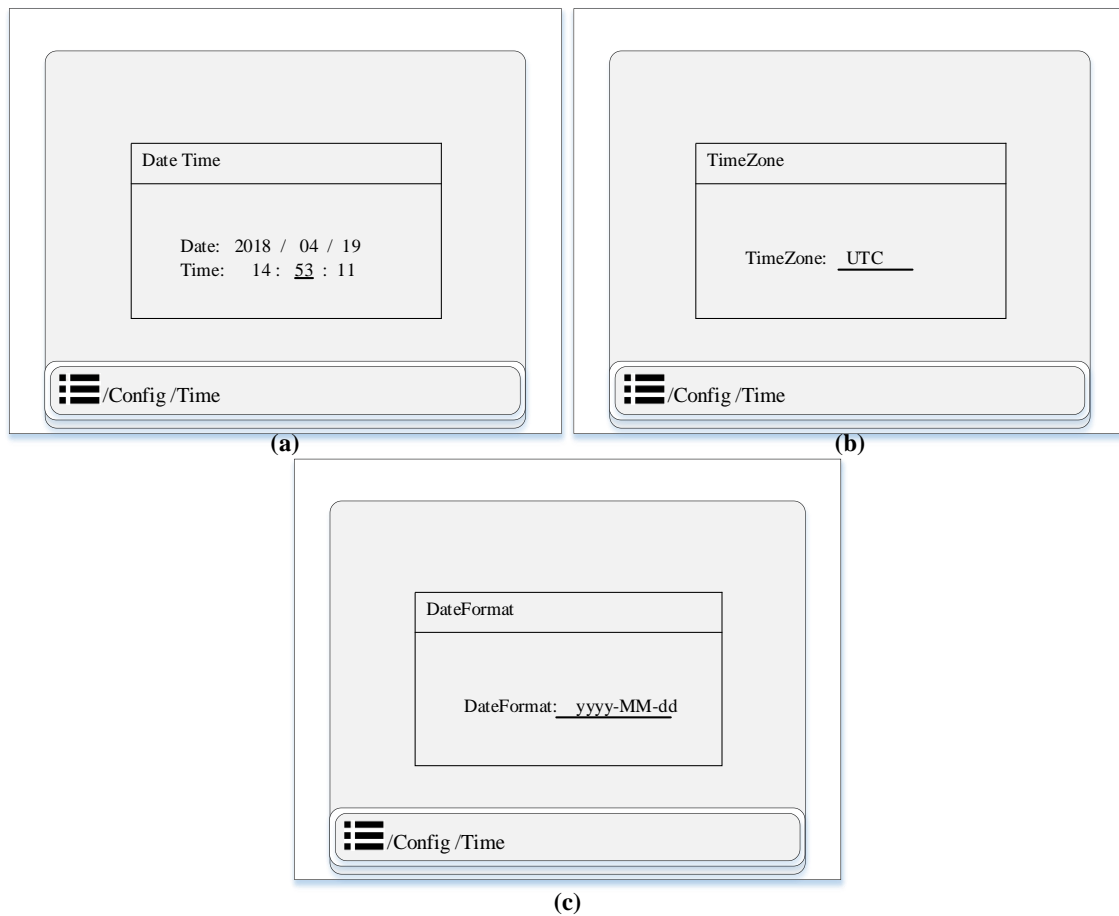 Date Time
Date: 2018 / 04 / 19
Time: 14 : 53 : 11
/Config /Time
(a)
TimeZone
TimeZone: UTC
/Config /Time
(b)
DateFormat
DateFormat: yyyy-MM-dd
/Config /Time
(c)